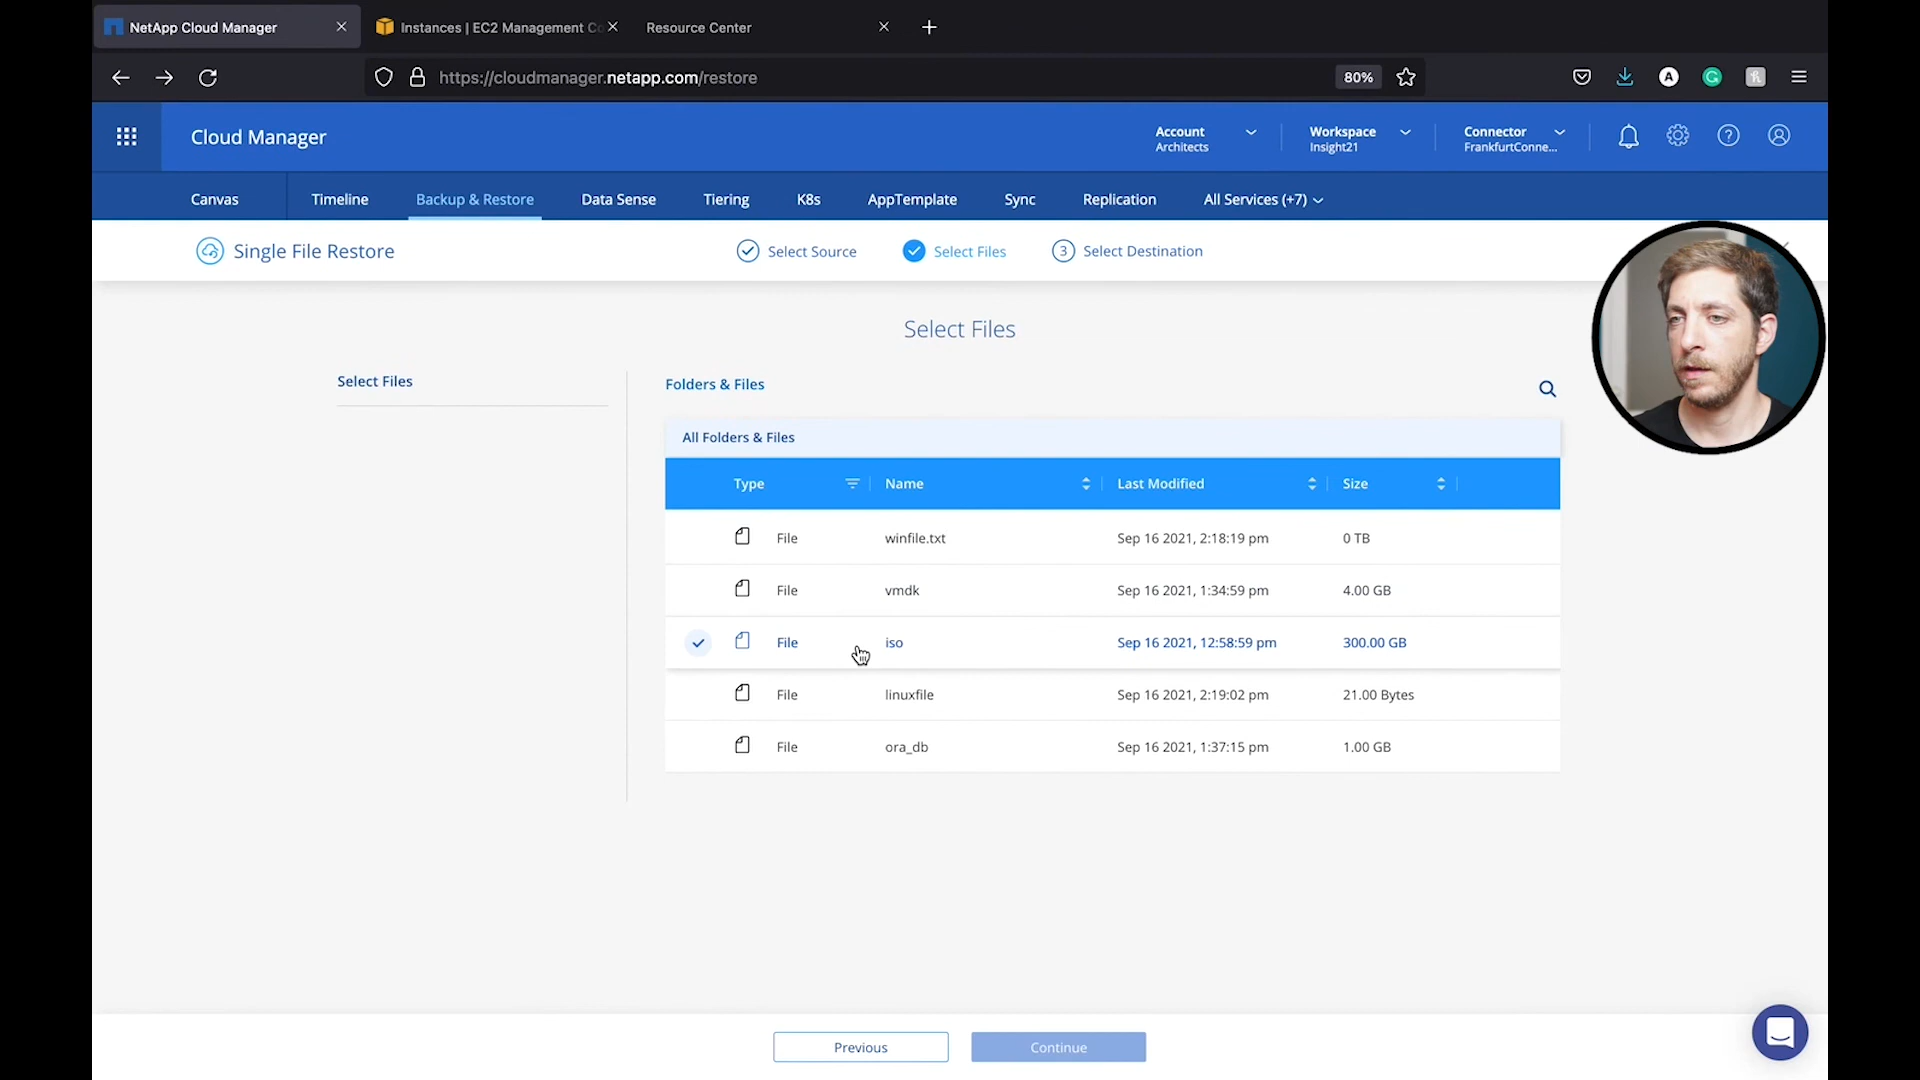 NetApp Cloud Manager
Instances | EC2 Management Co
Resource Center
https://cloudmanager.netapp.com/restore
80%
Cloud Manager
Account
Architects
Workspace
Insight21
Connector
FrankfurtConne...
Canvas
Timeline
Backup & Restore
Data Sense
Tiering
K8s
AppTemplate
Sync
Replication
All Services (+7)
Single File Restore
Select Source
Select Files
3 Select Destination
Select Files
Select Files
Folders & Files
All Folders & Files
Type Name Last Modified Size
File winfile.txt Sep 16 2021, 2:18:19 pm 0 TB
File vmdk Sep 16 2021, 1:34:59 pm 4.00 GB
File iso Sep 16 2021, 12:58:59 pm 300.00 GB
File linuxfile Sep 16 2021, 2:19:02 pm 21.00 Bytes
File ora_db Sep 16 2021, 1:37:15 pm 1.00 GB
Previous
Continue